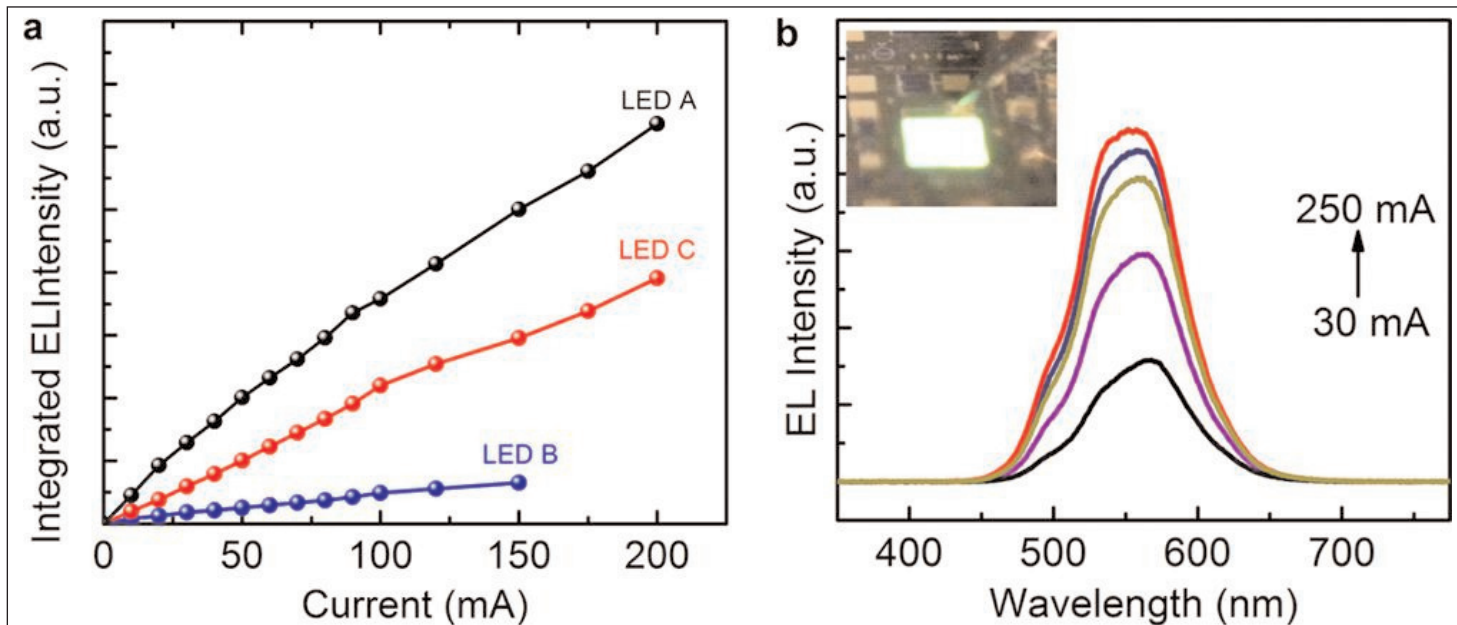 a
Integrated ELIntensity (a.u.)
LED A
LED C
LED B
0 50 100 150 200
Current (mA)
b
EL Intensity (a.u.)
250 mA
30 mA
400 500 600 700
Wavelength (nm)